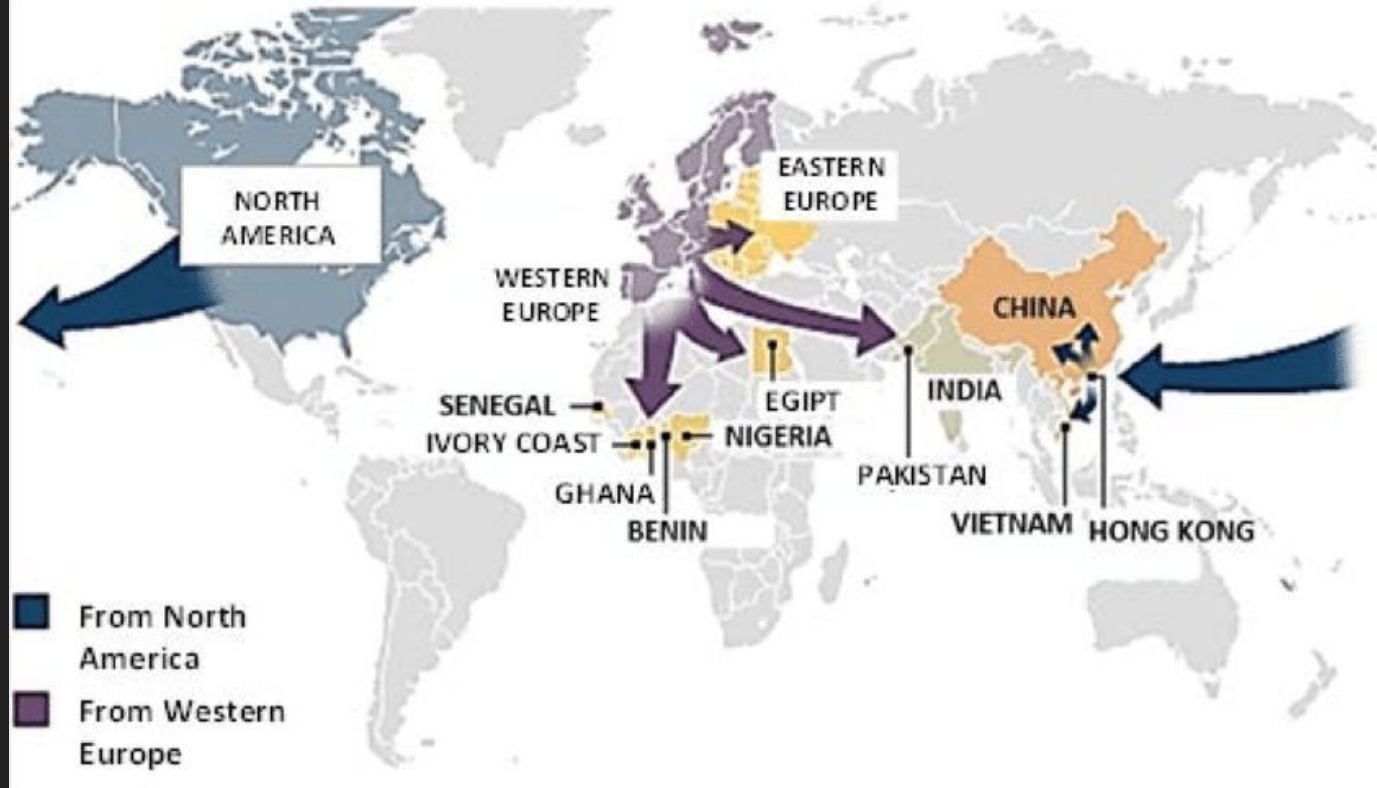 NORTH
AMERICA
EASTERN
EUROPE
WESTERN
EUROPE
CHINA
INDIA
EGIPT
SENEGAL
IVORY COAST
NIGERIA
GHANA
BENIN
PAKISTAN
VIETNAM
HONG KONG
From North
America
From Western
Europe